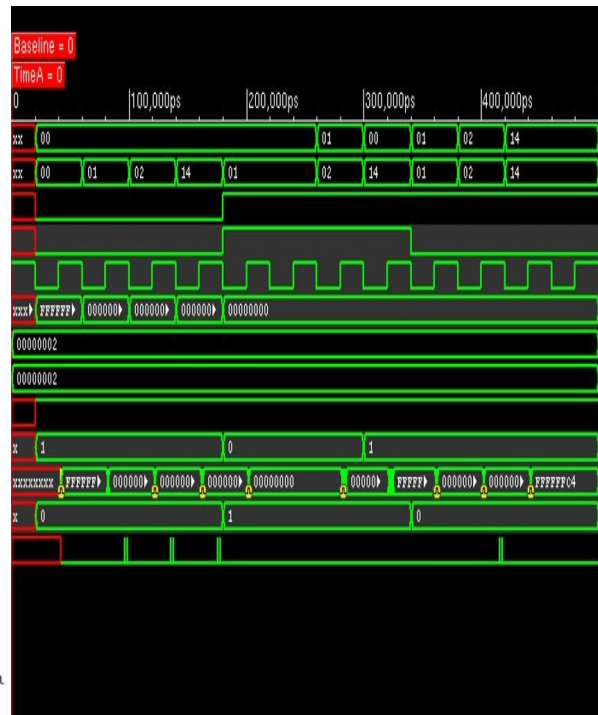 Baseline = 0
TimeA = 0
0 100,000ps 200,000ps 300,000ps 400,000ps
xx 00 01 00 01 02 14
xx 00 01 02 14 01 02 14 01 02 14
xxx FFFFFF 000000 000000 000000 00000000
00000002
00000002
x 1 0 1
xxxxxxxx FFFFFF 000000 000000 000000 00000000 00000 FFFFF 000000 000000 FFFFFFC4
x 0 1 0